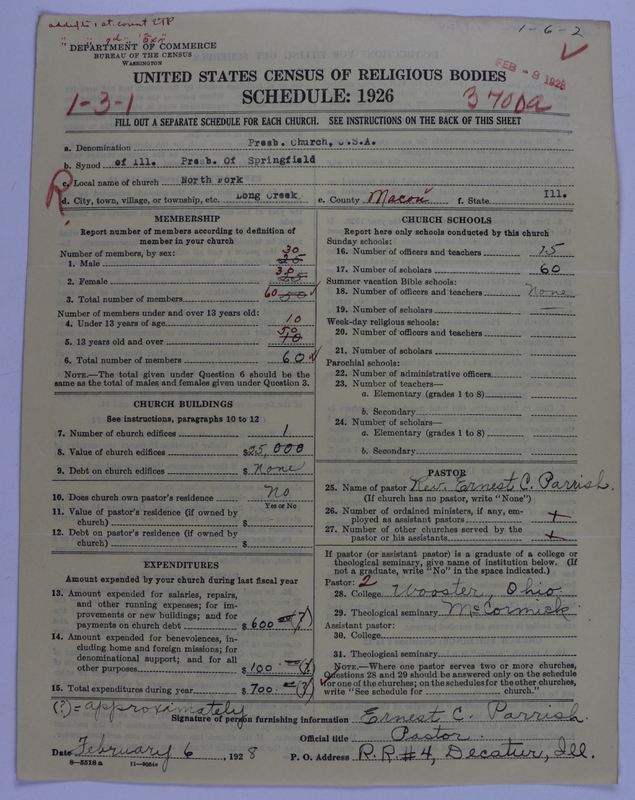 added to 1 at. count
1-6-2
DEPARTMENT OF COMMERCE
BUREAU OF THE CENSUS
WASHINGTON
FEB - 8 1928
UNITED STATES CENSUS OF RELIGIOUS BODIES
SCHEDULE: 1926
1-3-1
3700a
FILL OUT A SEPARATE SCHEDULE FOR EACH CHURCH. SEE INSTRUCTIONS ON THE BACK OF THIS SHEET
a. Denomination Presb. Church, U.S.A.
b. Synod of Ill. Presb. Of Springfield
R.
c. Local name of church North Fork
d. City, town, village, or township, etc. Long Creek e. County Macon f. State Ill.
MEMBERSHIP
Report number of members according to definition of
member in your church
Number of members, by sex:
1. Male 30 25
2. Female 30 25
3. Total number of members 60 50
Number of members under and over 13 years old:
4. Under 13 years of age 10
5. 13 years old and over 50 40
6. Total number of members 60
NOTE.—The total given under Question 6 should be the
same as the total of males and females given under Question 3.
CHURCH BUILDINGS
See instructions, paragraphs 10 to 12
7. Number of church edifices 1
8. Value of church edifices $25,000
9. Debt on church edifices $ None
10. Does church own pastor's residence No
Yes or No
11. Value of pastor's residence (if owned by
church) $
12. Debt on pastor's residence (if owned by
church) $
EXPENDITURES
Amount expended by your church during last fiscal year
13. Amount expended for salaries, repairs,
and other running expenses; for im-
provements or new buildings; and for
payments on church debt $ 600 (?)
14. Amount expended for benevolences, in-
cluding home and foreign missions; for
denominational support; and for all
other purposes $ 100 (?)
15. Total expenditures during year $ 700 (?)
CHURCH SCHOOLS
Report here only schools conducted by this church
Sunday schools:
16. Number of officers and teachers 15
17. Number of scholars 60
Summer vacation Bible schools:
18. Number of officers and teachers None
19. Number of scholars —
Week-day religious schools:
20. Number of officers and teachers
21. Number of scholars
Parochial schools:
22. Number of administrative officers
23. Number of teachers—
a. Elementary (grades 1 to 8)
b. Secondary
24. Number of scholars—
a. Elementary (grades 1 to 8)
b. Secondary
PASTOR
25. Name of pastor Rev. Ernest C. Parrish.
(If church has no pastor, write "None")
26. Number of ordained ministers, if any, em-
ployed as assistant pastors
27. Number of other churches served by the
pastor or his assistants
If pastor (or assistant pastor) is a graduate of a college or
theological seminary, give name of institution below. (If
not a graduate, write "No" in the space indicated.)
Pastor: 2
28. College Wooster, Ohio
29. Theological seminary McCormick
Assistant pastor:
30. College
31. Theological seminary
NOTE.—Where one pastor serves two or more churches,
Questions 28 and 29 should be answered only on the schedule
for one of the churches; on the schedules for the other churches,
write "See schedule for church."
(?)=approximately
Signature of person furnishing information Ernest C. Parrish.
Official title Pastor.
Date February 6, 1928 P. O. Address R.R.#4, Decatur, Ill.
8-5518a